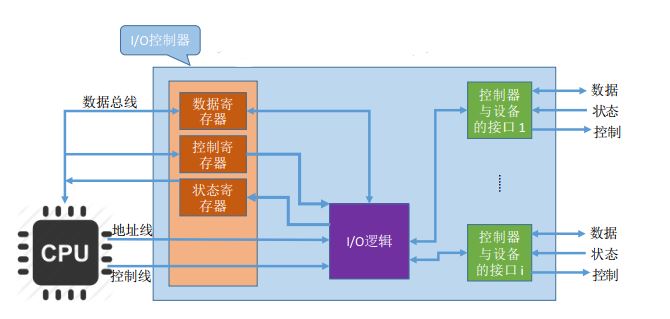 I/O控制器
数据总线
数据寄
存器
控制寄
存器
状态寄
存器
CPU
地址线
控制线
I/O逻辑
控制器
与设备
的接口 1
数据
状态
控制
控制器
与设备
的接口 i
数据
状态
控制